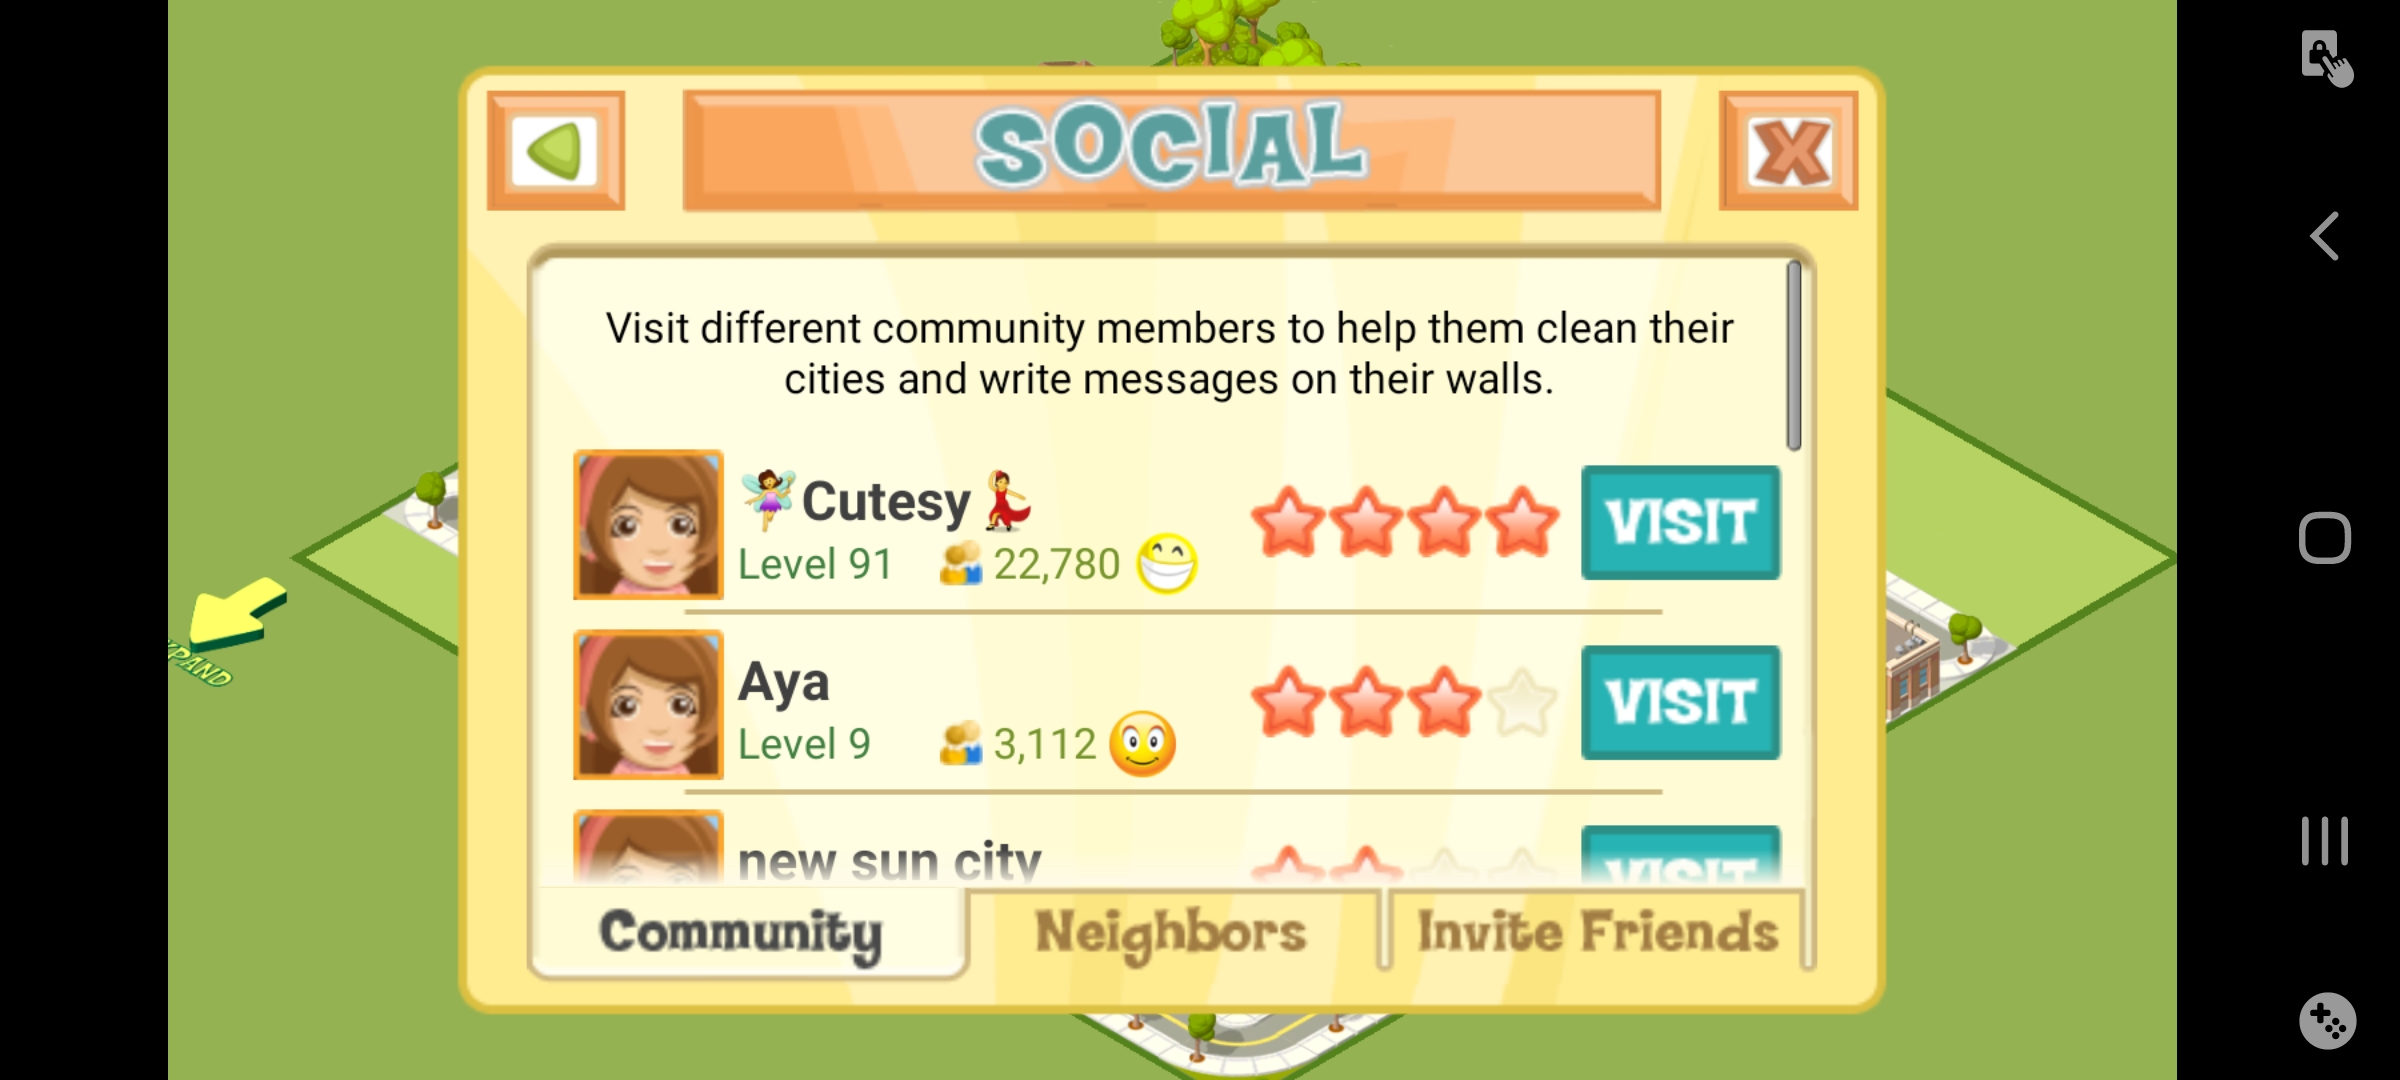 SOCIAL
Visit different community members to help them clean their
cities and write messages on their walls.
Cutesy
VISIT
Level 91
22,780
Aya
VISIT
Level 9
3,112
new sun city
VISIT
Community
Neighbors
Invite Friends